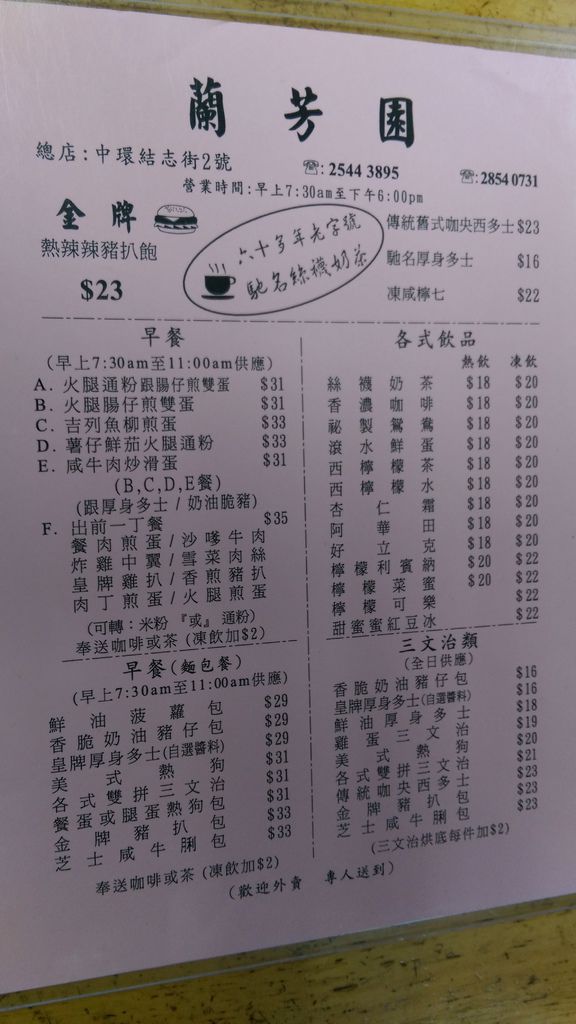 蘭芳園
總店:中環結志街2號
☎:2544 3895
☎:2854 0731
營業時間:早上7:30am至下午6:00pm
金牌
熱辣辣豬扒飽
$23
六十多年老字號
馳名絲襪奶茶
傳統舊式咖央西多士$23
馳名厚身多士 $16
凍咸檸七 $22
早餐
(早上7:30am至11:00am供應)
A. 火腿通粉跟腸仔煎雙蛋 $31
B. 火腿腸仔煎雙蛋 $31
C. 吉列魚柳煎蛋 $33
D. 薯仔鮮茄火腿通粉 $33
E. 咸牛肉炒滑蛋 $31
(B,C,D,E餐)
(跟厚身多士/奶油脆豬)
F. 出前一丁餐 $35
餐肉煎蛋/沙嗲牛肉
炸雞中翼/雪菜肉絲
皇牌雞扒/香煎豬扒
肉丁煎蛋/火腿煎蛋
(可轉:米粉『或』通粉)
奉送咖啡或茶(凍飲加$2)
早餐(麵包餐)
(早上7:30am至11:00am供應)
鮮油菠蘿包 $29
香脆奶油豬仔包 $29
皇牌厚身多士(自選醬料) $29
美式熱狗 $31
各式雙拼三文治 $31
餐蛋或腿蛋熱狗包 $31
金牌豬扒包 $33
芝士咸牛脷包 $33
奉送咖啡或茶(凍飲加$2)
各式飲品
熱飲 凍飲
絲襪奶茶 $18 $20
香濃咖啡 $18 $20
祕製鴛鴦 $18 $20
滾水鮮蛋 $18 $20
西檸檬茶 $18 $20
西檸檬水 $18 $20
杏仁霜 $18 $20
阿華田 $18 $20
好立克 $18 $20
檸檬利賓納 $20 $22
檸檬菜蜜 $20 $22
檸檬可樂 $22
甜蜜蜜紅豆冰 $22
三文治類
(全日供應)
香脆奶油豬仔包 $16
皇牌厚身多士(自選醬料) $16
鮮油厚身多士 $18
雞蛋三文治 $19
美式熱狗 $20
各式雙拼三文治 $21
傳統咖央西多士 $23
金牌豬扒包 $23
芝士咸牛脷包 $23
(三文治烘底每件加$2)
(歡迎外賣 專人送到)